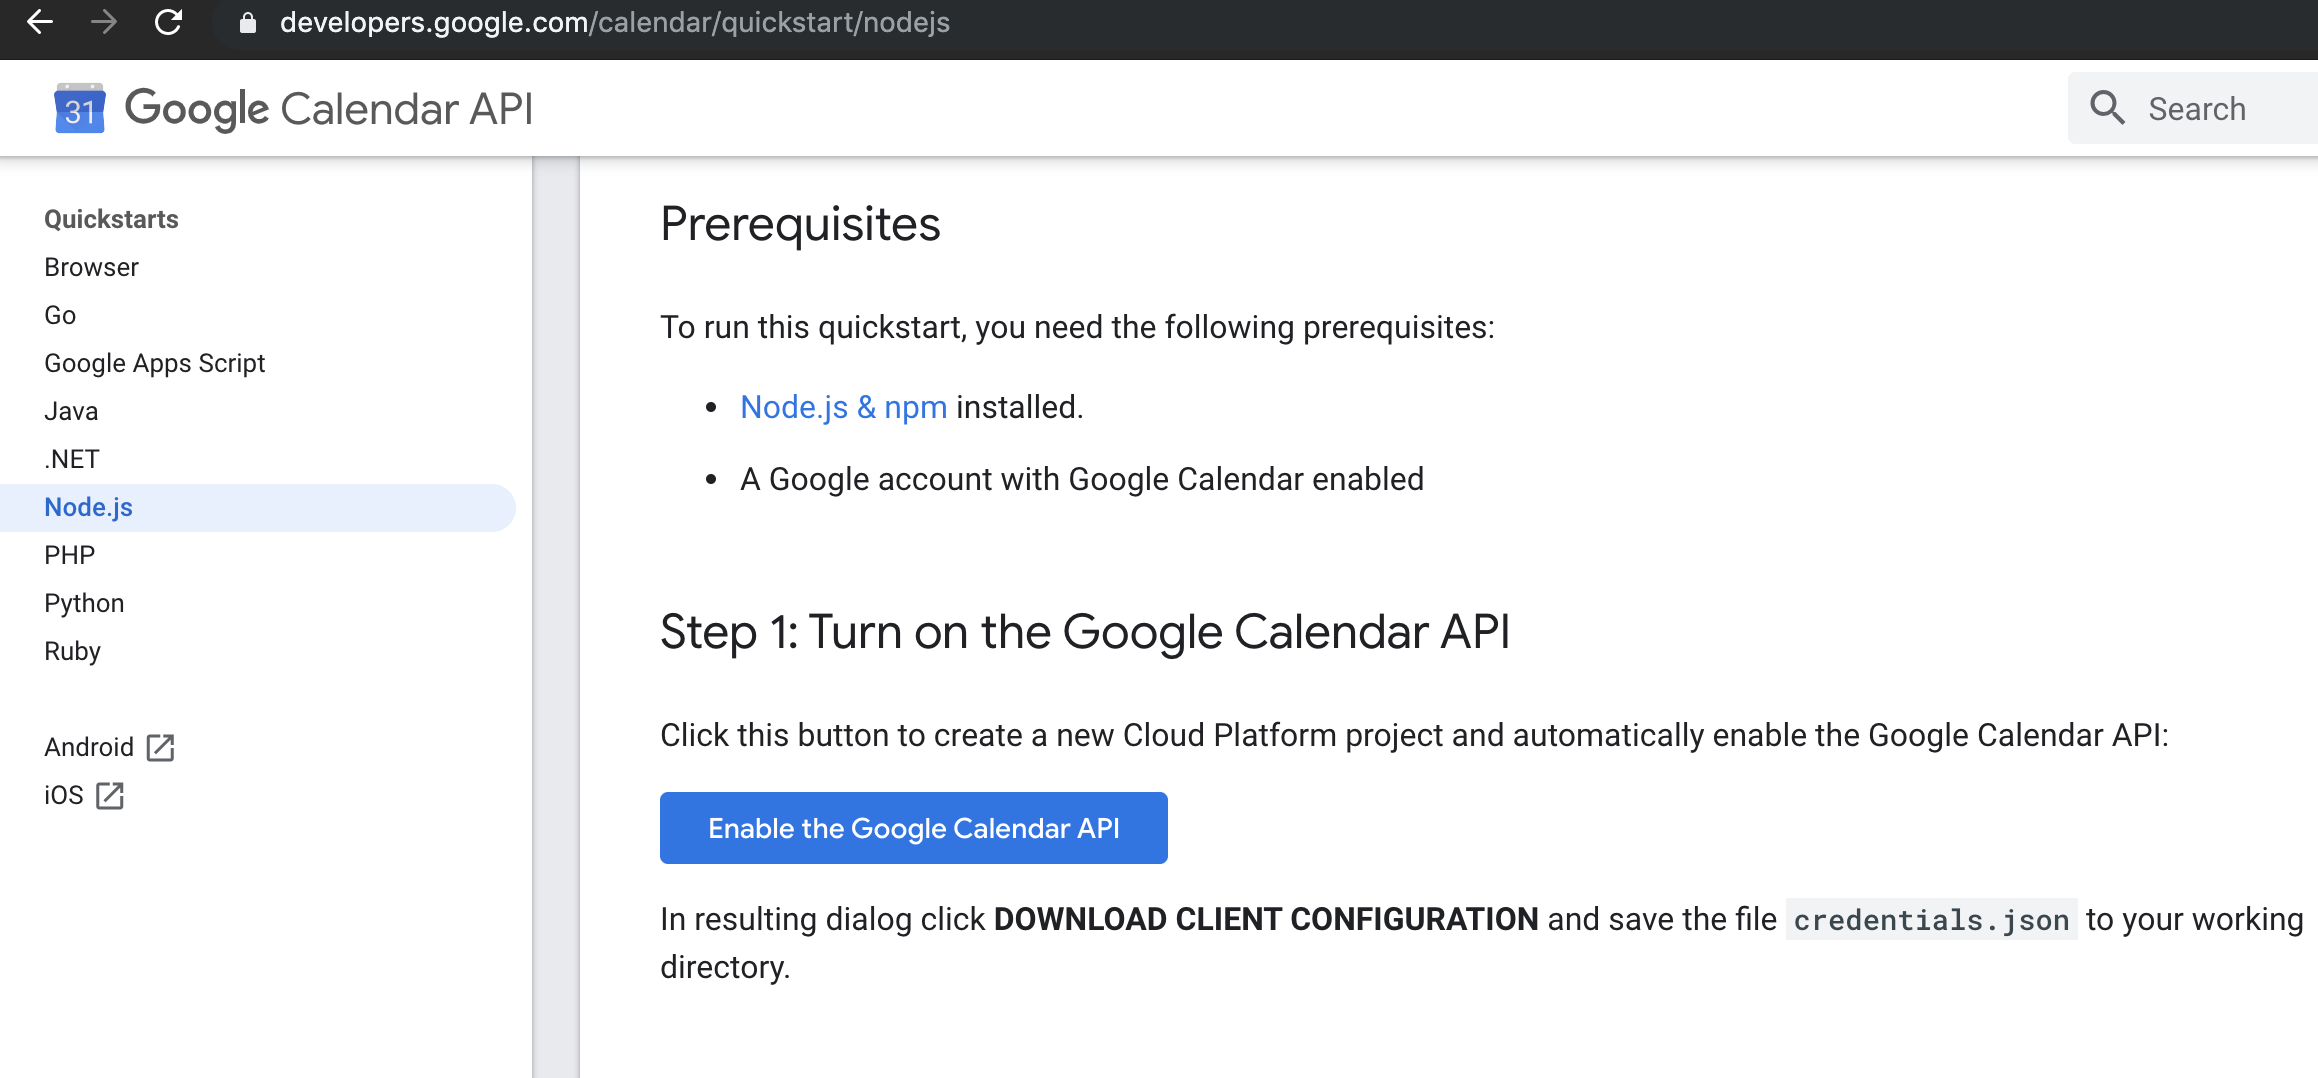 developers.google.com/calendar/quickstart/nodejs
31 Google Calendar API
Search
Quickstarts
Browser
Go
Google Apps Script
Java
.NET
Node.js
PHP
Python
Ruby
Android
iOS
Prerequisites
To run this quickstart, you need the following prerequisites:
• Node.js & npm installed.
• A Google account with Google Calendar enabled
Step 1: Turn on the Google Calendar API
Click this button to create a new Cloud Platform project and automatically enable the Google Calendar API:
Enable the Google Calendar API
In resulting dialog click DOWNLOAD CLIENT CONFIGURATION and save the file credentials.json to your working
directory.